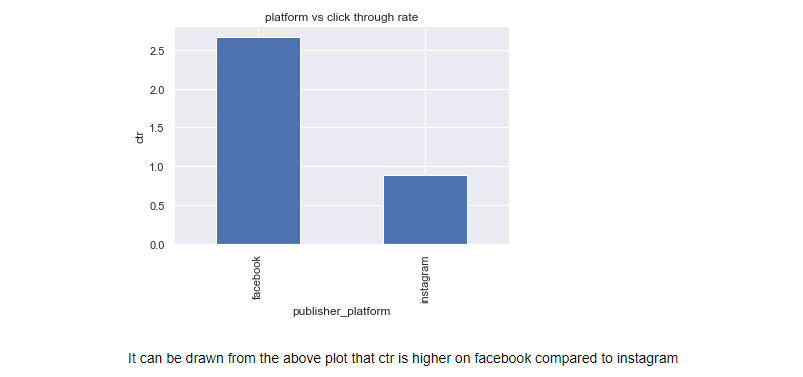 platform vs click through rate
2.5
2.0
1.5
1.0
0.5
0.0
ctr
facebook
instagram
publisher_platform
It can be drawn from the above plot that ctr is higher on facebook compared to instagram